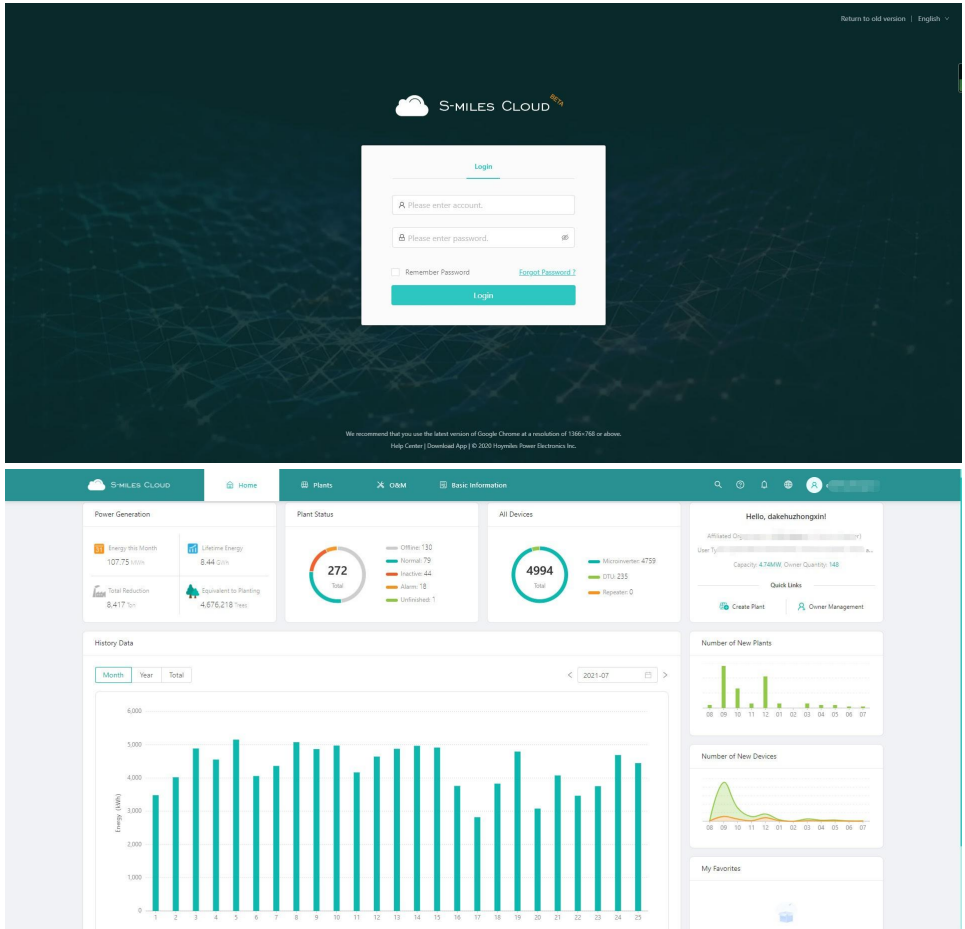 Return to old version | English
S-MILES CLOUD BETA
Login
Please enter account.
Please enter password.
Remember Password Forgot Password ?
Login
We recommend that you use the latest version of Google Chrome at a resolution of 1366×768 or above.
Help Center | Download App | © 2020 Hoymiles Power Electronics Inc.
S-MILES CLOUD Home Plants O&M Basic Information
Power Generation
Energy this Month
107.75 MWh
Lifetime Energy
8.44 GWh
Total Reduction
8,417 Ton
Equivalent to Planting
4,676,218 Trees
Plant Status
272
Total
Offline: 130
Normal: 79
Inactive: 44
Alarm: 18
Unfinished: 1
All Devices
4994
Total
Microinverter: 4759
DTU: 235
Repeater: 0
Hello, dakehuzhongxin!
Affiliated
User
Capacity: 4.74MW, Owner Quantity: 148
Quick Links
Create Plant Owner Management
History Data
Month Year Total
< 2021-07 >
Energy (kWh)
6,000
5,000
4,000
3,000
2,000
1,000
0
1 2 3 4 5 6 7 8 9 10 11 12 13 14 15 16 17 18 19 20 21 22 23 24 25
Number of New Plants
08 09 10 11 12 01 02 03 04 05 06 07
Number of New Devices
08 09 10 11 12 01 02 03 04 05 06 07
My Favorites